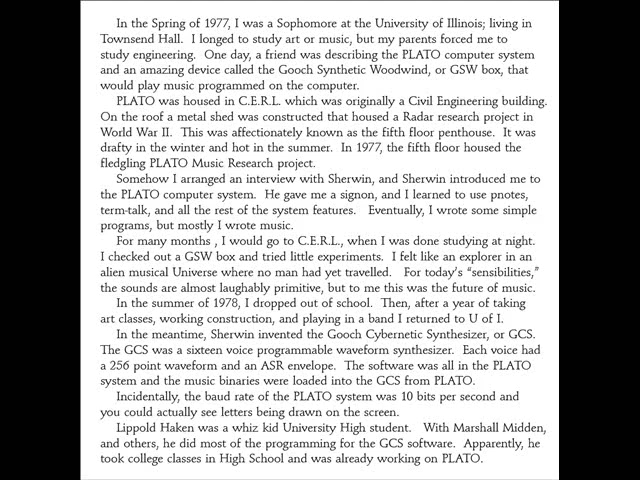 In the Spring of 1977, I was a Sophomore at the University of Illinois; living in
Townsend Hall. I longed to study art or music, but my parents forced me to
study engineering. One day, a friend was describing the PLATO computer system
and an amazing device called the Gooch Synthetic Woodwind, or GSW box, that
would play music programmed on the computer.
PLATO was housed in C.E.R.L. which was originally a Civil Engineering building.
On the roof a metal shed was constructed that housed a Radar research project in
World War II. This was affectionately known as the fifth floor penthouse. It was
drafty in the winter and hot in the summer. In 1977, the fifth floor housed the
fledgling PLATO Music Research project.
Somehow I arranged an interview with Sherwin, and Sherwin introduced me to
the PLATO computer system. He gave me a signon, and I learned to use pnotes,
term-talk, and all the rest of the system features. Eventually, I wrote some simple
programs, but mostly I wrote music.
For many months , I would go to C.E.R.L., when I was done studying at night.
I checked out a GSW box and tried little experiments. I felt like an explorer in an
alien musical Universe where no man had yet travelled. For today's “sensibilities,”
the sounds are almost laughably primitive, but to me this was the future of music.
In the summer of 1978, I dropped out of school. Then, after a year of taking
art classes, working construction, and playing in a band I returned to U of I.
In the meantime, Sherwin invented the Gooch Cybernetic Synthesizer, or GCS.
The GCS was a sixteen voice programmable waveform synthesizer. Each voice had
a 256 point waveform and an ASR envelope. The software was all in the PLATO
system and the music binaries were loaded into the GCS from PLATO.
Incidentally, the baud rate of the PLATO system was 10 bits per second and
you could actually see letters being drawn on the screen.
Lippold Haken was a whiz kid University High student. With Marshall Midden,
and others, he did most of the programming for the GCS software. Apparently, he
took college classes in High School and was already working on PLATO.